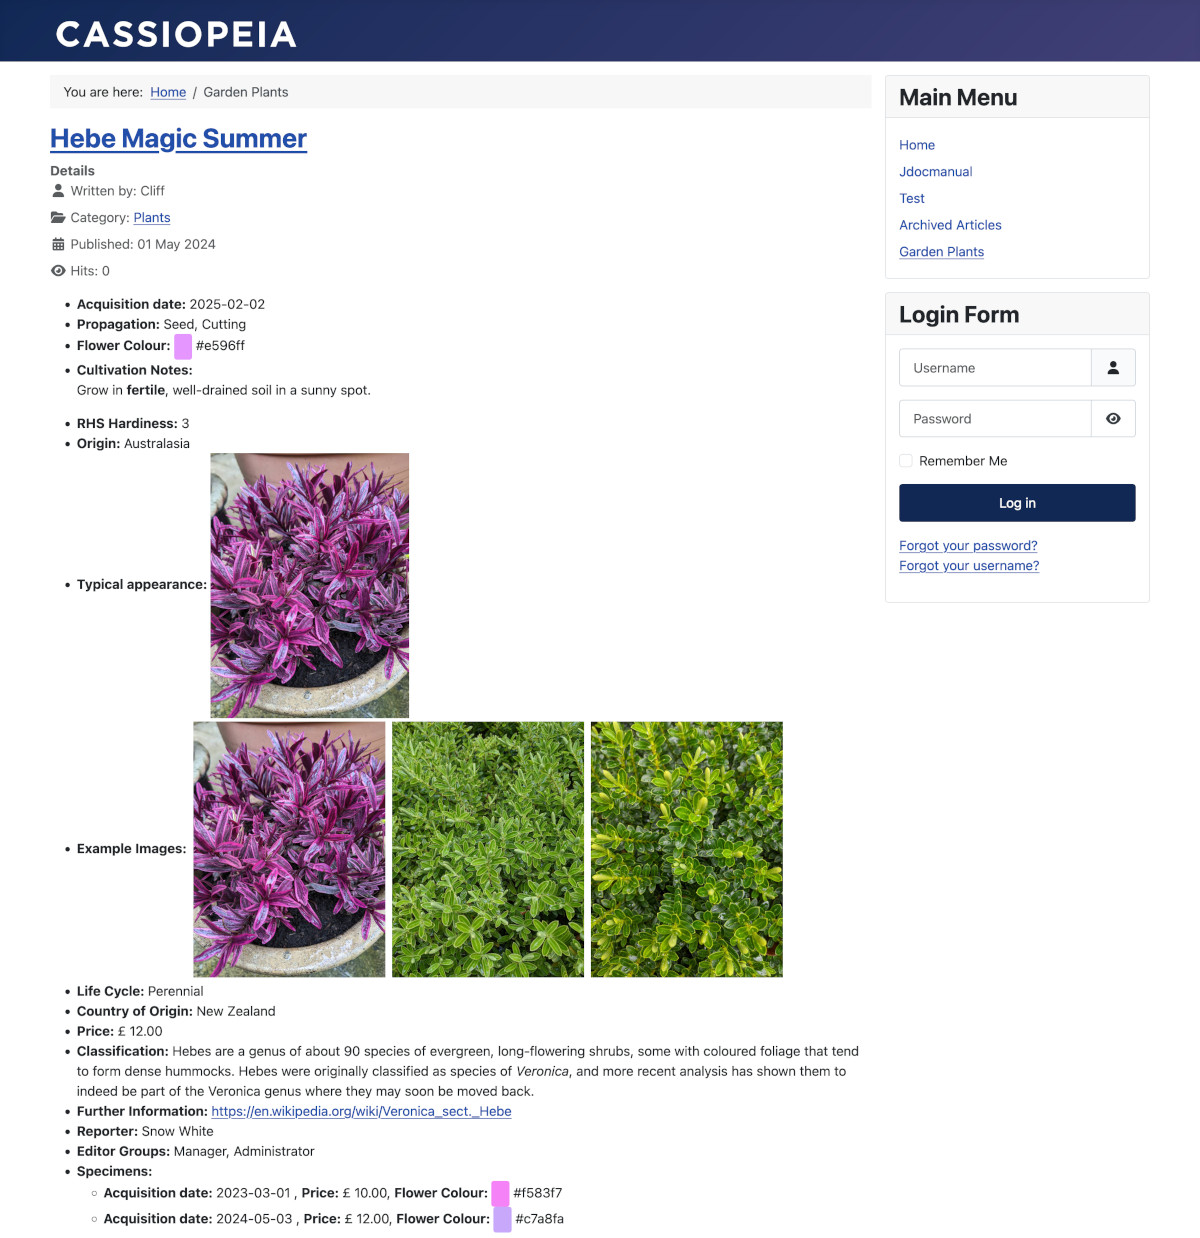 CASSIOPEIA
You are here: Home / Garden Plants
Hebe Magic Summer
Details
Written by: Cliff
Category: Plants
Published: 01 May 2024
Hits: 0
Acquisition date: 2025-02-02
Propagation: Seed, Cutting
Flower Colour: #e596ff
Cultivation Notes:
Grow in fertile, well-drained soil in a sunny spot.
RHS Hardiness: 3
Origin: Australasia
Typical appearance:
Example Images:
Life Cycle: Perennial
Country of Origin: New Zealand
Price: £ 12.00
Classification: Hebes are a genus of about 90 species of evergreen, long-flowering shrubs, some with coloured foliage that tend
to form dense hummocks. Hebes were originally classified as species of Veronica, and more recent analysis has shown them to
indeed be part of the Veronica genus where they may soon be moved back.
Further Information: https://en.wikipedia.org/wiki/Veronica_sect._Hebe
Reporter: Snow White
Editor Groups: Manager, Administrator
Specimens:
Acquisition date: 2023-03-01 , Price: £ 10.00, Flower Colour: #f583f7
Acquisition date: 2024-05-03 , Price: £ 12.00, Flower Colour: #c7a8fa
Main Menu
Home
Jdocmanual
Test
Archived Articles
Garden Plants
Login Form
Username
Password
Remember Me
Log in
Forgot your password?
Forgot your username?